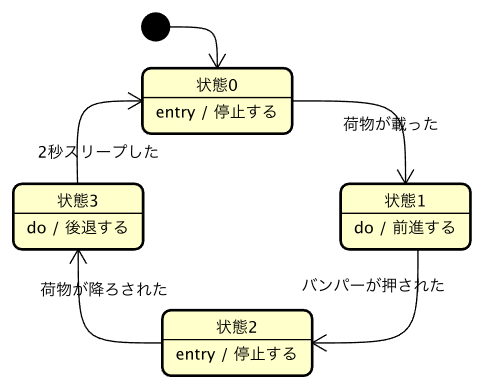 状態0
entry / 停止する
荷物が載った
2秒スリープした
状態3
do / 後退する
状態1
do / 前進する
荷物が降ろされた
バンパーが押された
状態2
entry / 停止する